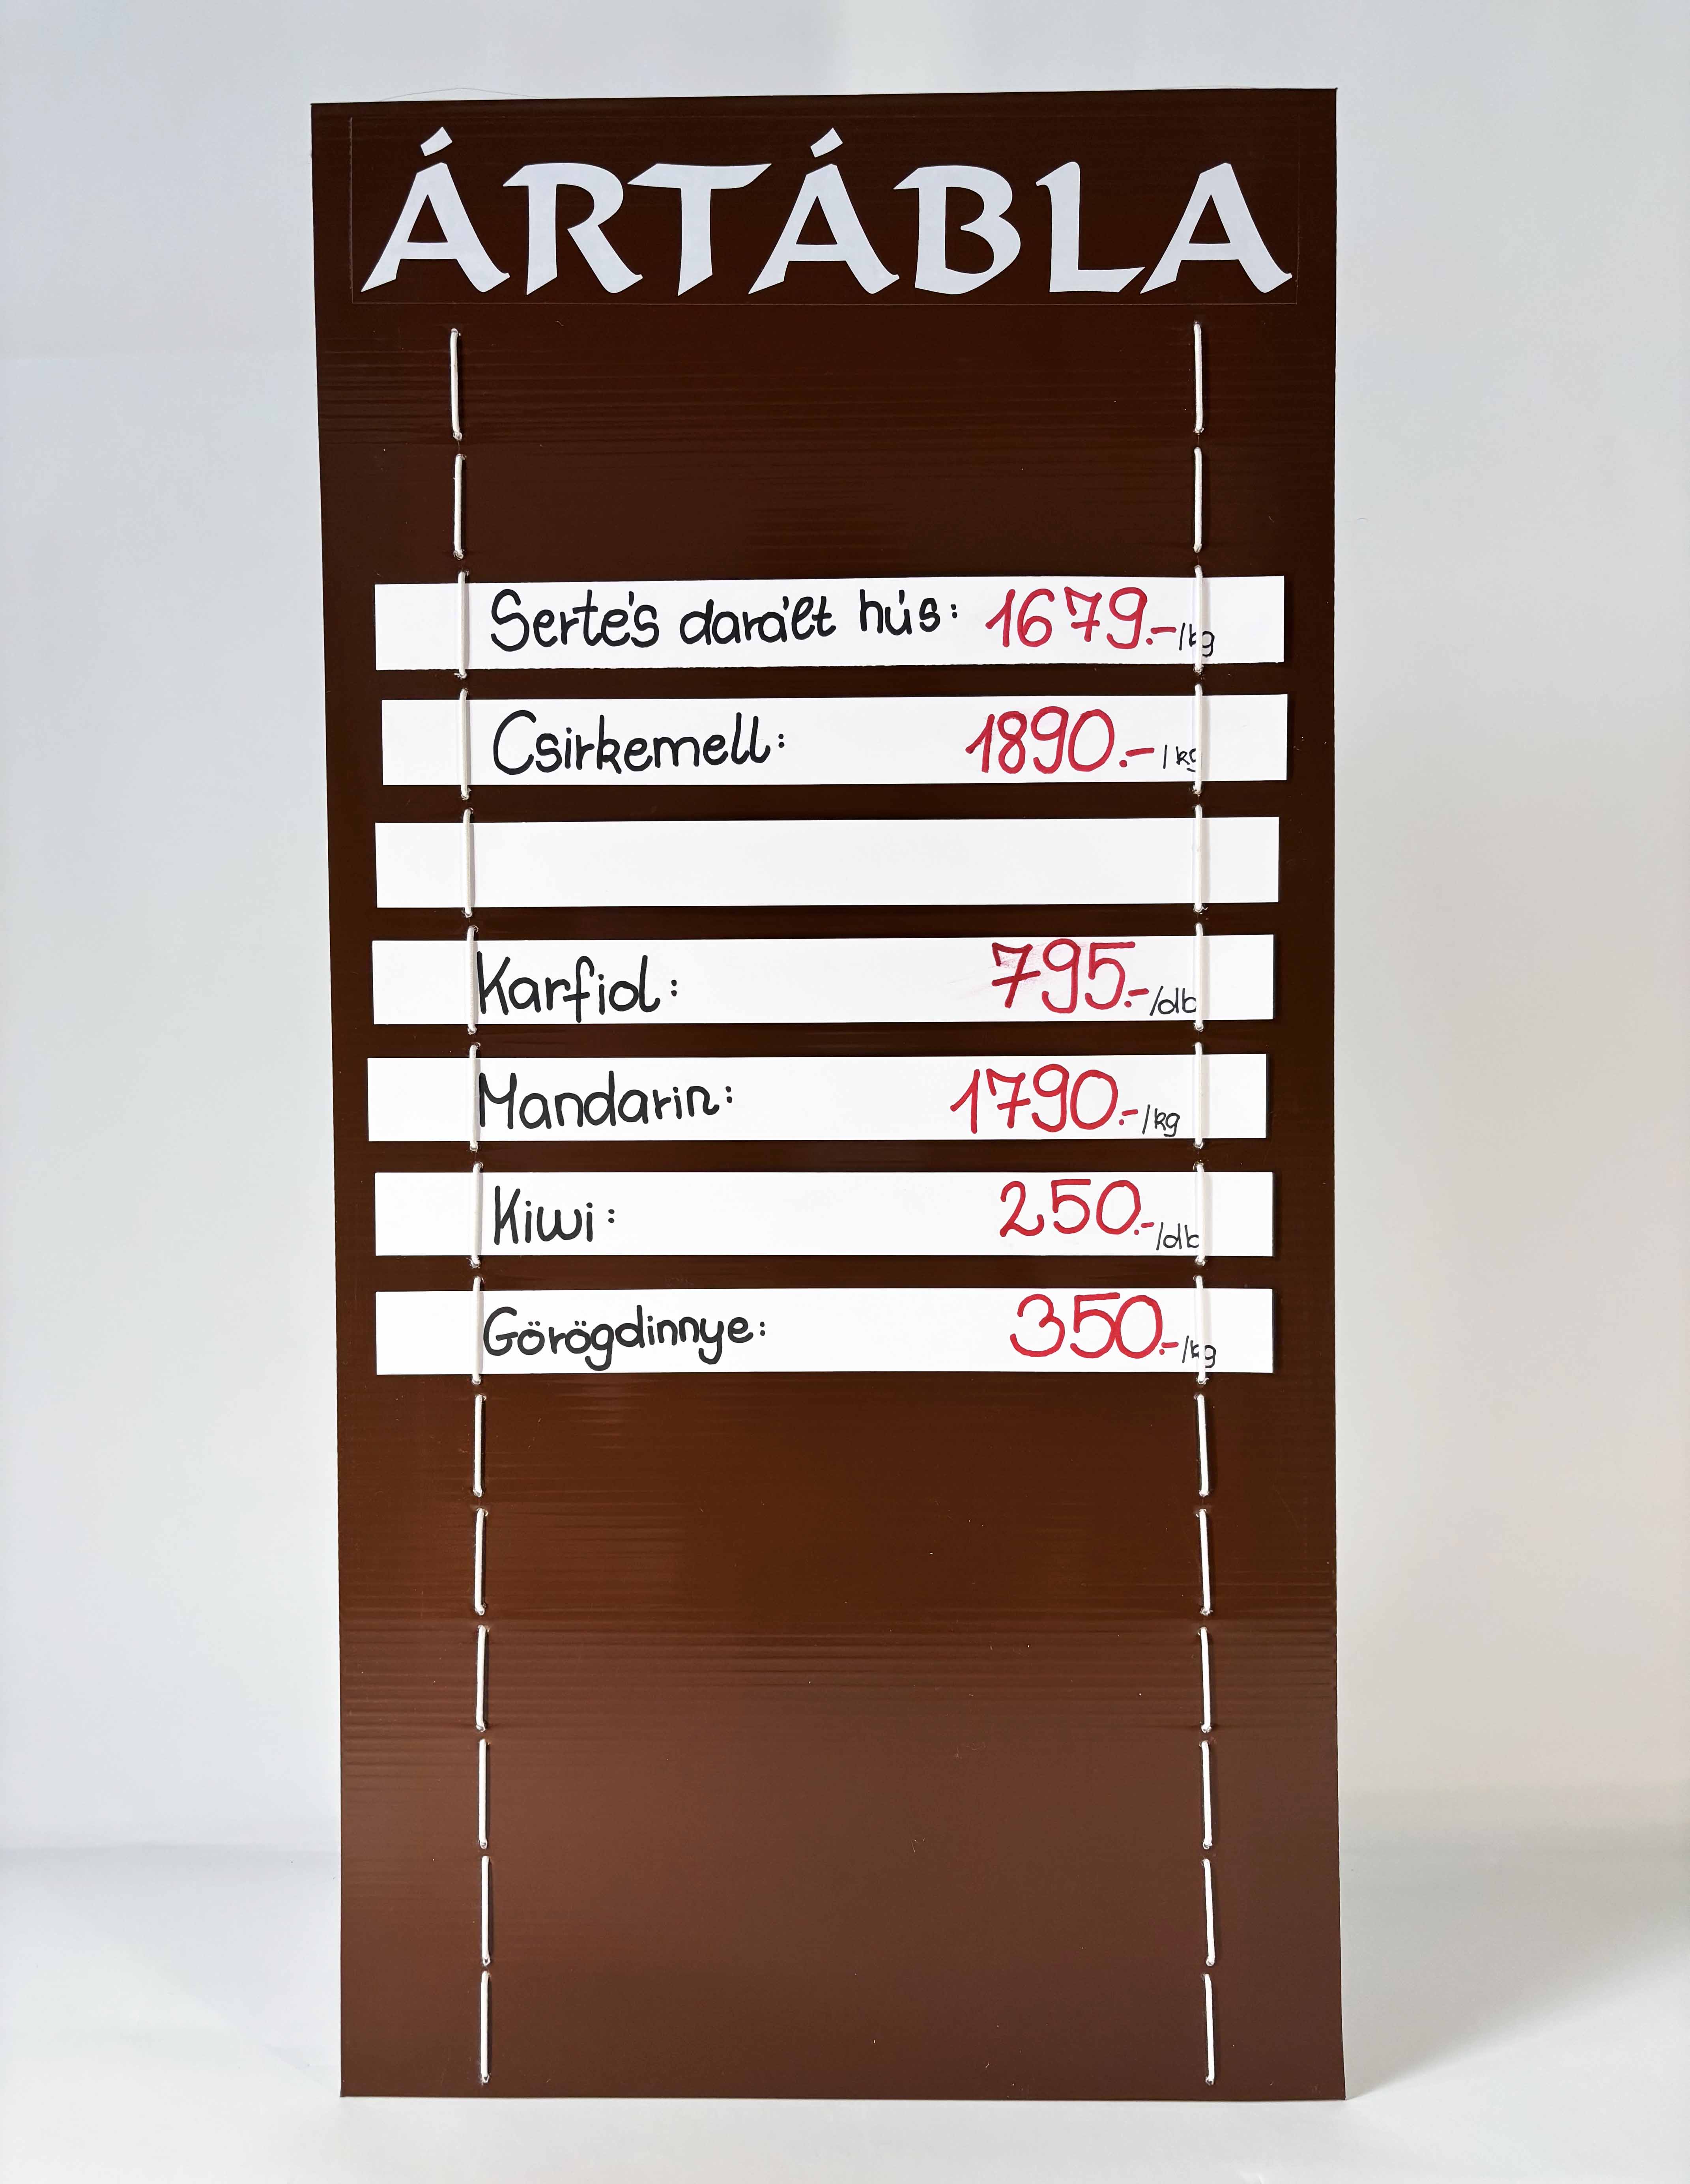 ÁRTÁBLA
Sertés darált hús: 1679.-/kg
Csirkemell: 1890.-/kg
Karfiol: 795.-/db
Mandarin: 1790.-/kg
Kiwi: 250.-/db
Görögdinnye: 350.-/kg